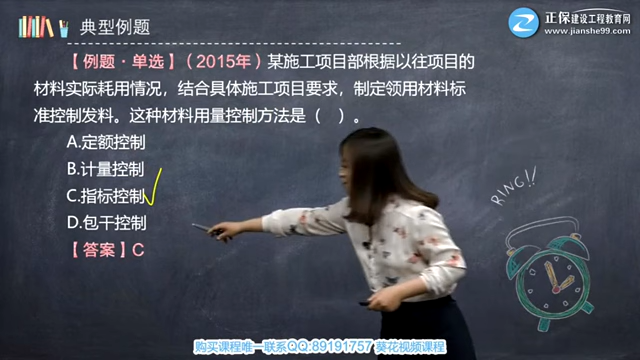 典型例题
正保建设工程教育网
www.jianshe99.com
【例题·单选】（2015年）某施工项目部根据以往项目的
材料实际耗用情况，结合具体施工项目要求，制定领用材料标
准控制发料。这种材料用量控制方法是（ ）。
A.定额控制
B.计量控制
C.指标控制
D.包干控制
【答案】C
RING!!
购买课程唯一联系QQ:89191757 葵花视频课程